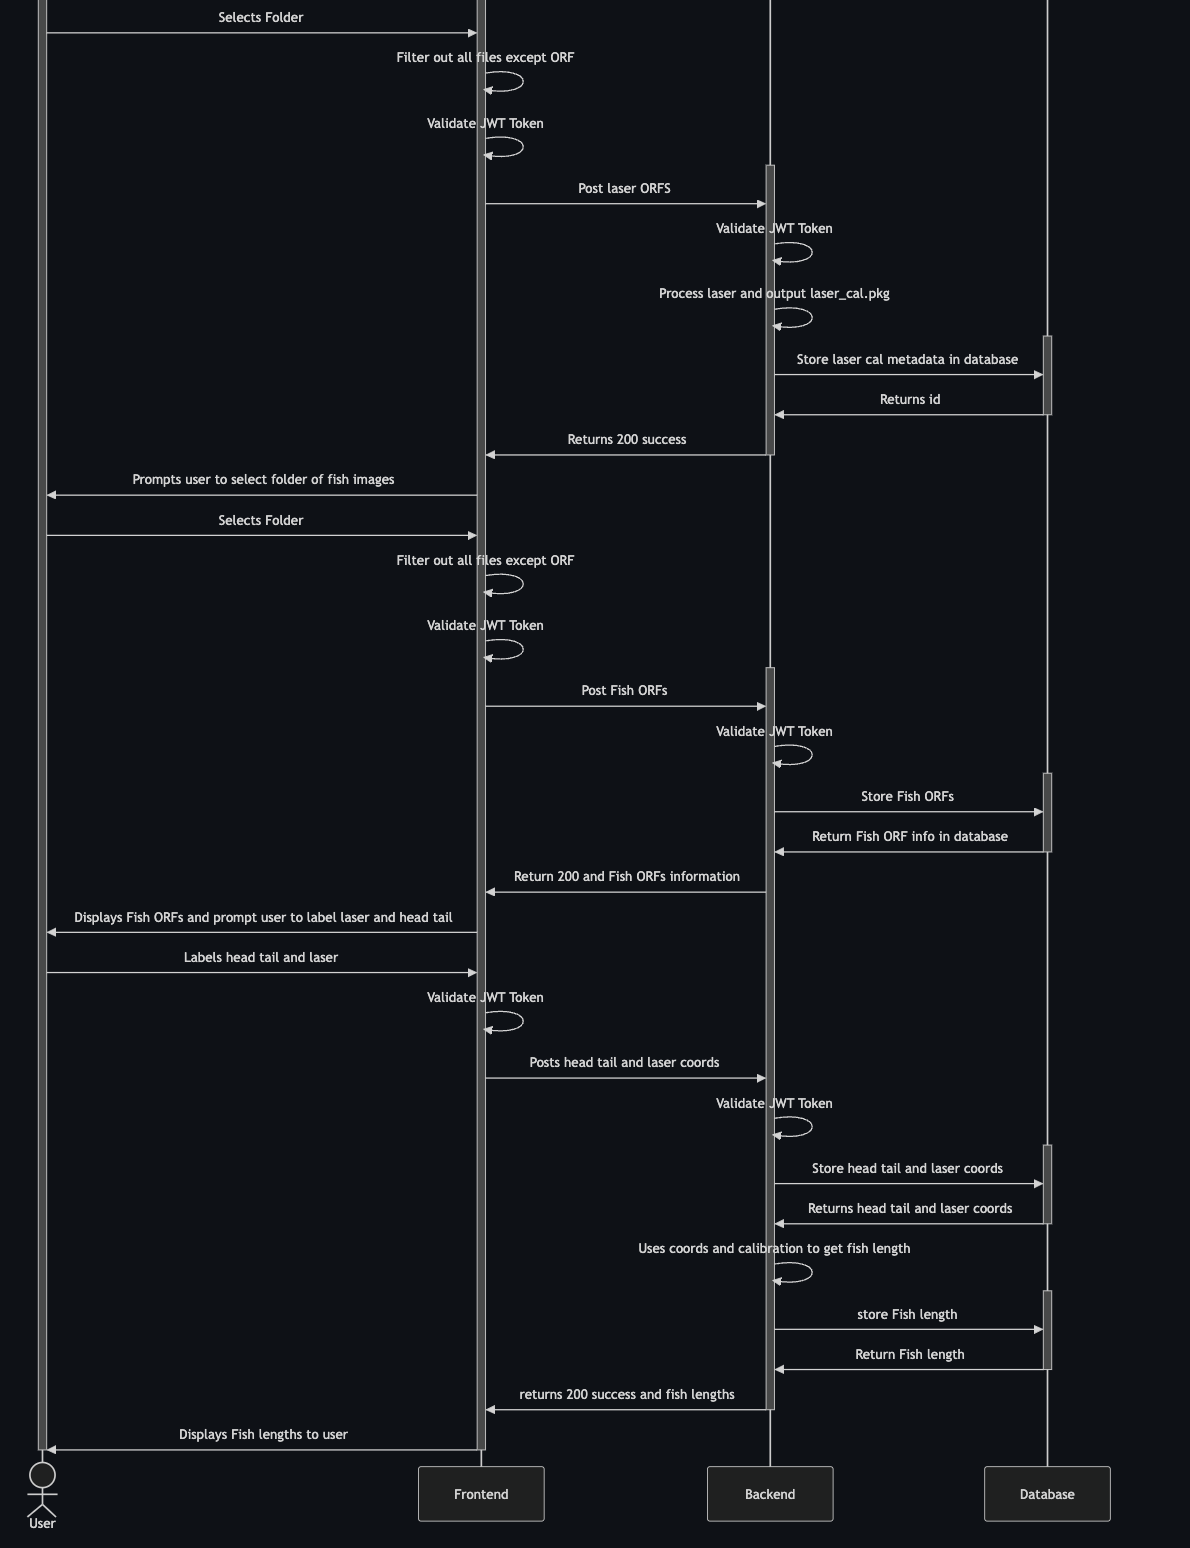 Selects Folder
Filter out all files except ORF
Validate JWT Token
Post laser ORFS
Validate JWT Token
Process laser and output laser_cal.pkg
Store laser cal metadata in database
Returns id
Returns 200 success
Prompts user to select folder of fish images
Selects Folder
Filter out all files except ORF
Validate JWT Token
Post Fish ORFs
Validate JWT Token
Store Fish ORFs
Return Fish ORF info in database
Return 200 and Fish ORFs information
Displays Fish ORFs and prompt user to label laser and head tail
Labels head tail and laser
Validate JWT Token
Posts head tail and laser coords
Validate JWT Token
Store head tail and laser coords
Returns head tail and laser coords
Uses coords and calibration to get fish length
store Fish length
Return Fish length
returns 200 success and fish lengths
Displays Fish lengths to user
User
Frontend
Backend
Database